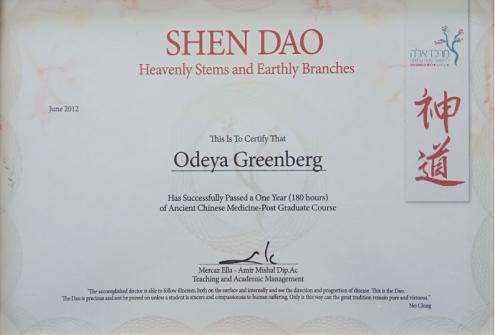 SHEN DAO
Heavenly Stems and Earthly Branches
מרכז אלה
June 2012
神道
This Is To Certify That
Odeya Greenberg
Has Successfully Passed a One Year (180 hours)
of Ancient Chinese Medicine-Post Graduate Course
Mercaz Ella - Amir Mishal Dip.Ac
Teaching and Academic Management
"The accomplished doctor is able to follow illnesses, both on the surface and internally and see the direction and progrettion of disease. This is the Dao.
The Dao is precious and not be passed on unless a student is sincere and compassionate to human suffering. Only in this way can the great tradition remain pure and virtuous."
Nei Ching